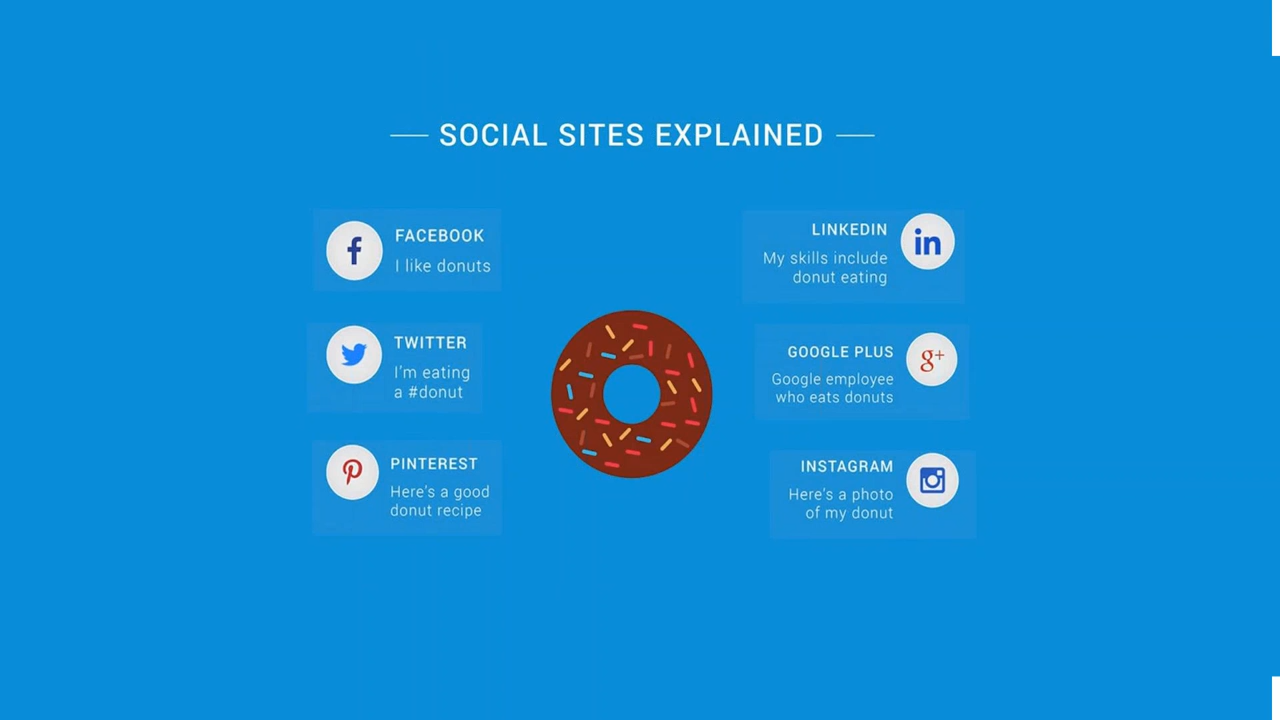 SOCIAL SITES EXPLAINED
f
FACEBOOK
I like donuts
TWITTER
I'm eating
a #donut
PINTEREST
Here's a good
donut recipe
LINKEDIN
in
My skills include
donut eating
GOOGLE PLUS
g+
Google employee
who eats donuts
INSTAGRAM
Here's a photo
of my donut